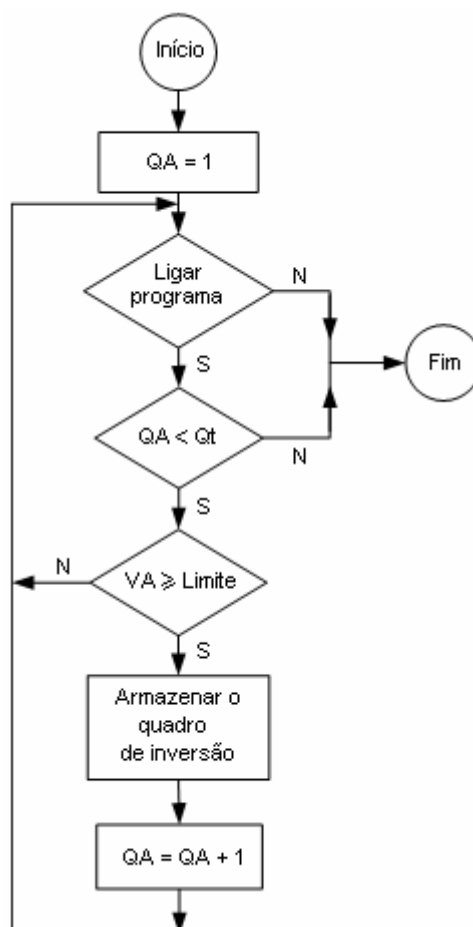 Início
QA = 1
Ligar
programa
N
S
Fim
QA < Qt
N
S
VA ⩾ Limite
N
S
Armazenar o
quadro
de inversão
QA = QA + 1